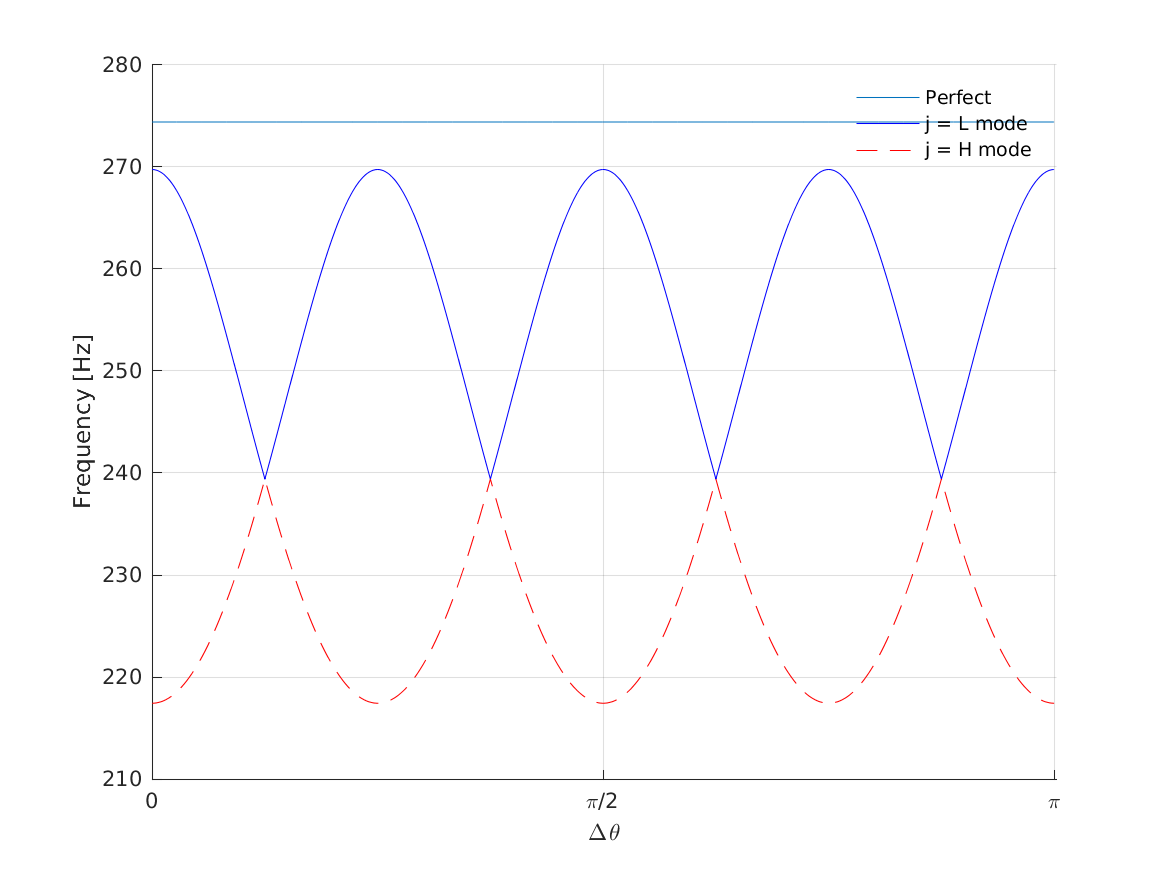 280
270
260
250
240
230
220
210
Frequency [Hz]
Perfect
j = L mode
j = H mode
0
π/2
π
Δθ